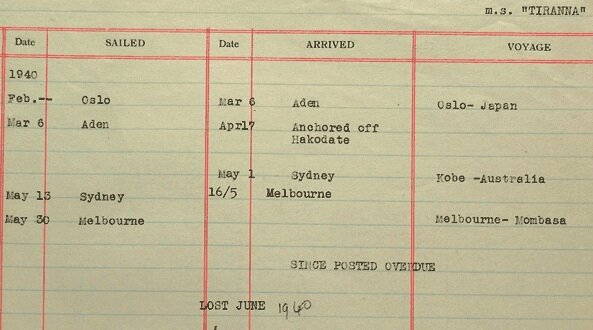 m.s. "TIRANNA"
Date SAILED Date ARRIVED VOYAGE
1940
Feb.-- Oslo Mar 6 Aden Oslo- Japan
Mar 6 Aden Apr17 Anchored off
Hakodate
May 1 Sydney Kobe -Australia
May 13 Sydney 16/5 Melbourne
May 30 Melbourne Melbourne- Mombasa
SINCE POSTED OVERDUE
LOST JUNE 1940